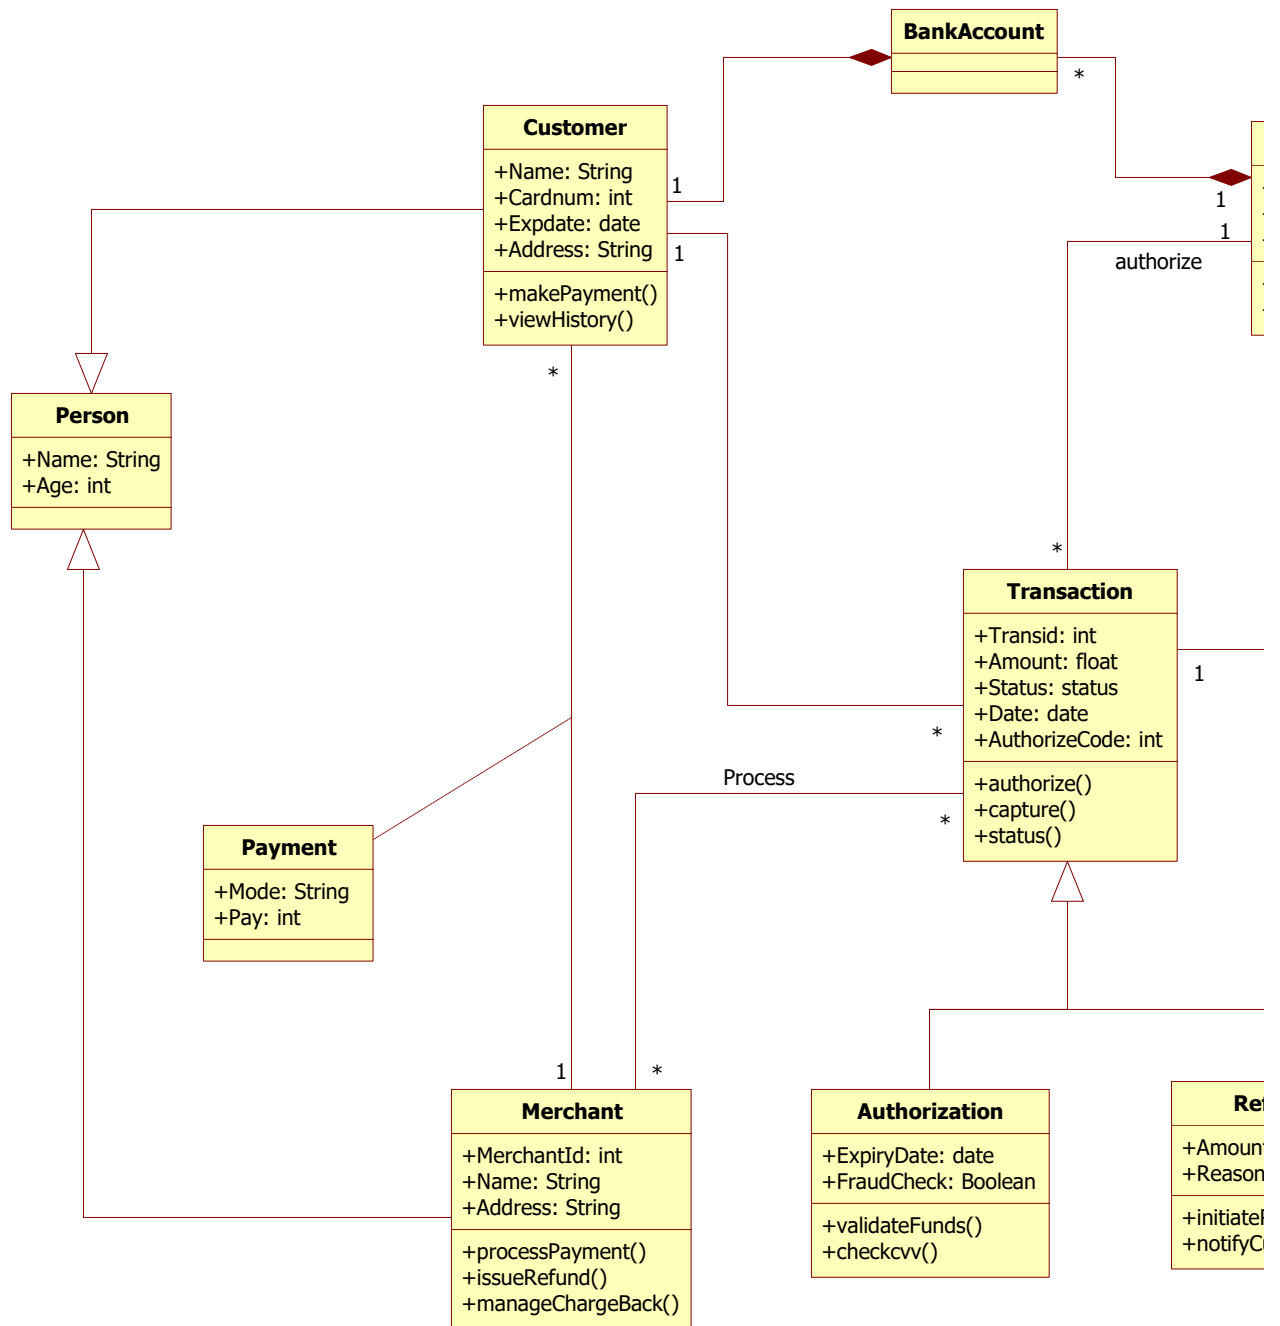 BankAccount
*
Customer
+Name: String
+Cardnum: int
+Expdate: date
+Address: String
+makePayment()
+viewHistory()
1
1
1
1
authorize
*
*
Person
+Name: String
+Age: int
Transaction
+Transid: int
+Amount: float
+Status: status
+Date: date
+AuthorizeCode: int
+authorize()
+capture()
+status()
1
*
Process
*
Payment
+Mode: String
+Pay: int
1
*
Merchant
+MerchantId: int
+Name: String
+Address: String
+processPayment()
+issueRefund()
+manageChargeBack()
Authorization
+ExpiryDate: date
+FraudCheck: Boolean
+validateFunds()
+checkcvv()
+Amount
+Reason